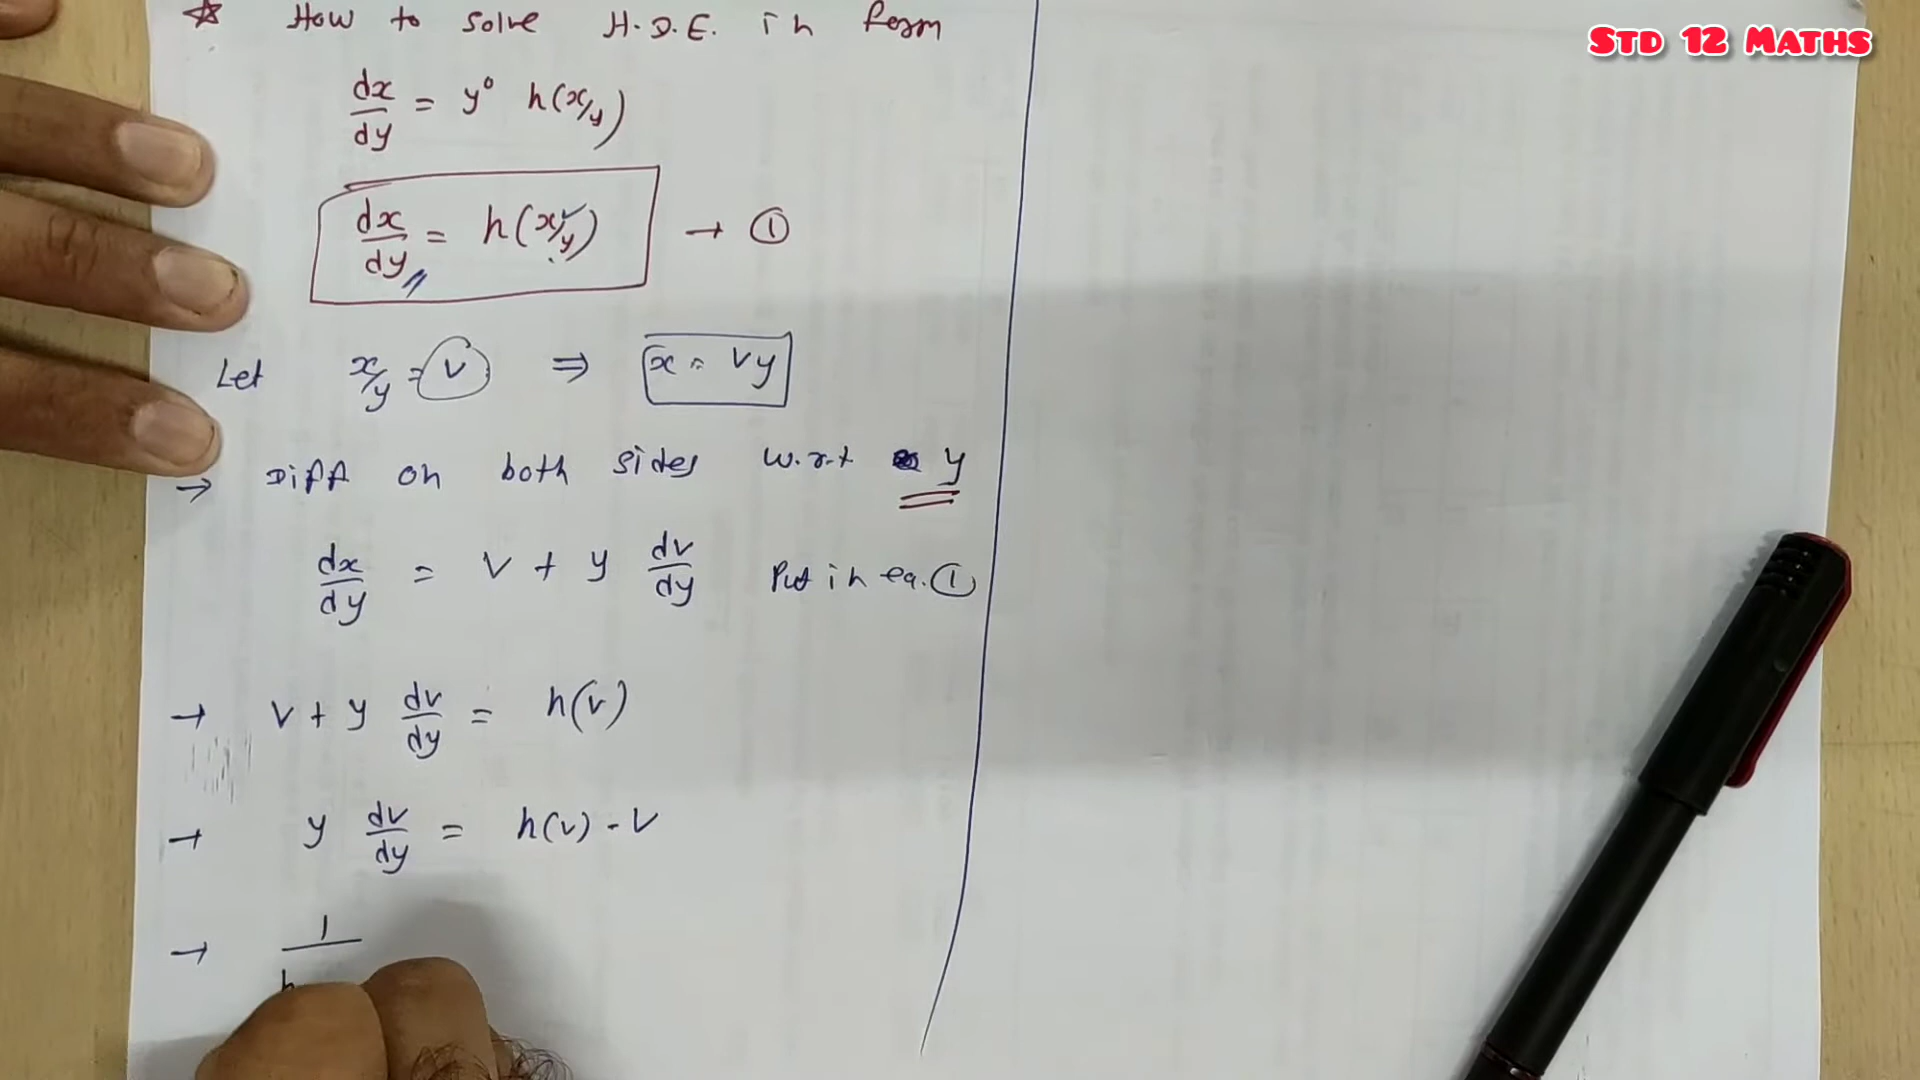 ☆ How to solve H.D.E. in form
STD 12 MATHS
dx/dy = y⁰ h(x/y)
dx/dy = h(x/y) → ①
Let x/y = v ⇒ x = vy
→ Diff on both sides w.r.t y
dx/dy = v + y dv/dy Put in eq. ①
→ v + y dv/dy = h(v)
→ y dv/dy = h(v) - v
→ 1/h